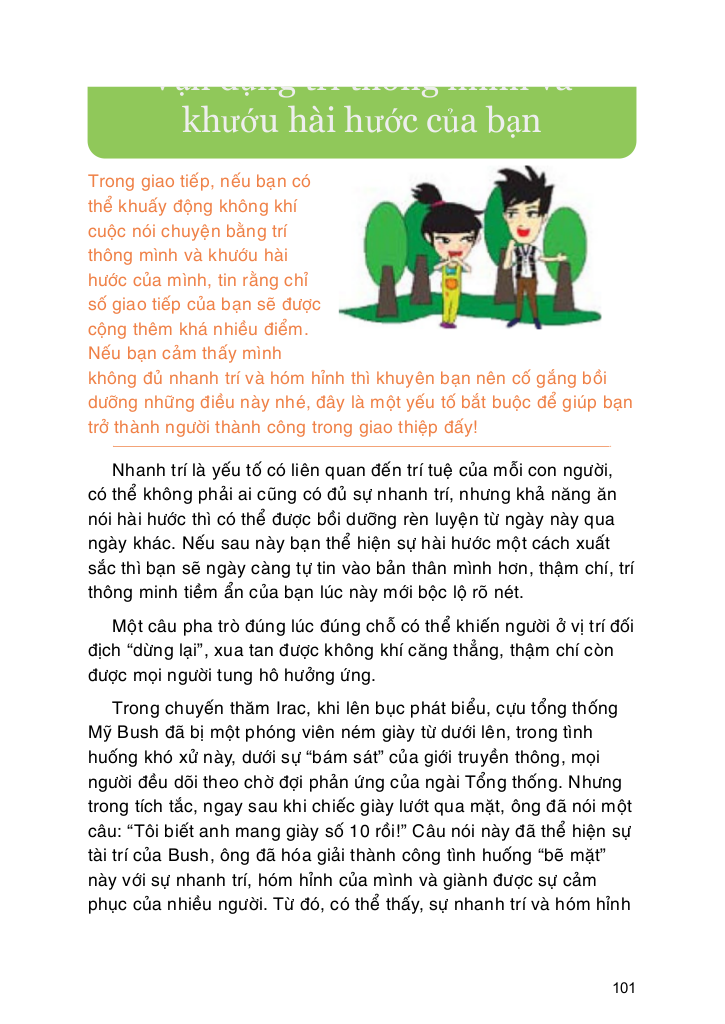 Vận dụng trí thông minh và
khướu hài hước của bạn
Trong giao tiếp, nếu bạn có
thể khuấy động không khí
cuộc nói chuyện bằng trí
thông mình và khướu hài
hước của mình, tin rằng chỉ
số giao tiếp của bạn sẽ được
cộng thêm khá nhiều điểm.
Nếu bạn cảm thấy mình
không đủ nhanh trí và hóm hỉnh thì khuyên bạn nên cố gắng bồi
dưỡng những điều này nhé, đây là một yếu tố bắt buộc để giúp bạn
trở thành người thành công trong giao thiệp đấy!
Nhanh trí là yếu tố có liên quan đến trí tuệ của mỗi con người,
có thể không phải ai cũng có đủ sự nhanh trí, nhưng khả năng ăn
nói hài hước thì có thể được bồi dưỡng rèn luyện từ ngày này qua
ngày khác. Nếu sau này bạn thể hiện sự hài hước một cách xuất
sắc thì bạn sẽ ngày càng tự tin vào bản thân mình hơn, thậm chí, trí
thông minh tiềm ẩn của bạn lúc này mới bộc lộ rõ nét.
Một câu pha trò đúng lúc đúng chỗ có thể khiến người ở vị trí đối
địch “dừng lại”, xua tan được không khí căng thẳng, thậm chí còn
được mọi người tung hô hưởng ứng.
Trong chuyến thăm Irac, khi lên bục phát biểu, cựu tổng thống
Mỹ Bush đã bị một phóng viên ném giày từ dưới lên, trong tình
huống khó xử này, dưới sự “bám sát” của giới truyền thông, mọi
người đều dõi theo chờ đợi phản ứng của ngài Tổng thống. Nhưng
trong tích tắc, ngay sau khi chiếc giày lướt qua mặt, ông đã nói một
câu: “Tôi biết anh mang giày số 10 rồi!” Câu nói này đã thể hiện sự
tài trí của Bush, ông đã hóa giải thành công tình huống “bẽ mặt”
này với sự nhanh trí, hóm hỉnh của mình và giành được sự cảm
phục của nhiều người. Từ đó, có thể thấy, sự nhanh trí và hóm hỉnh
101